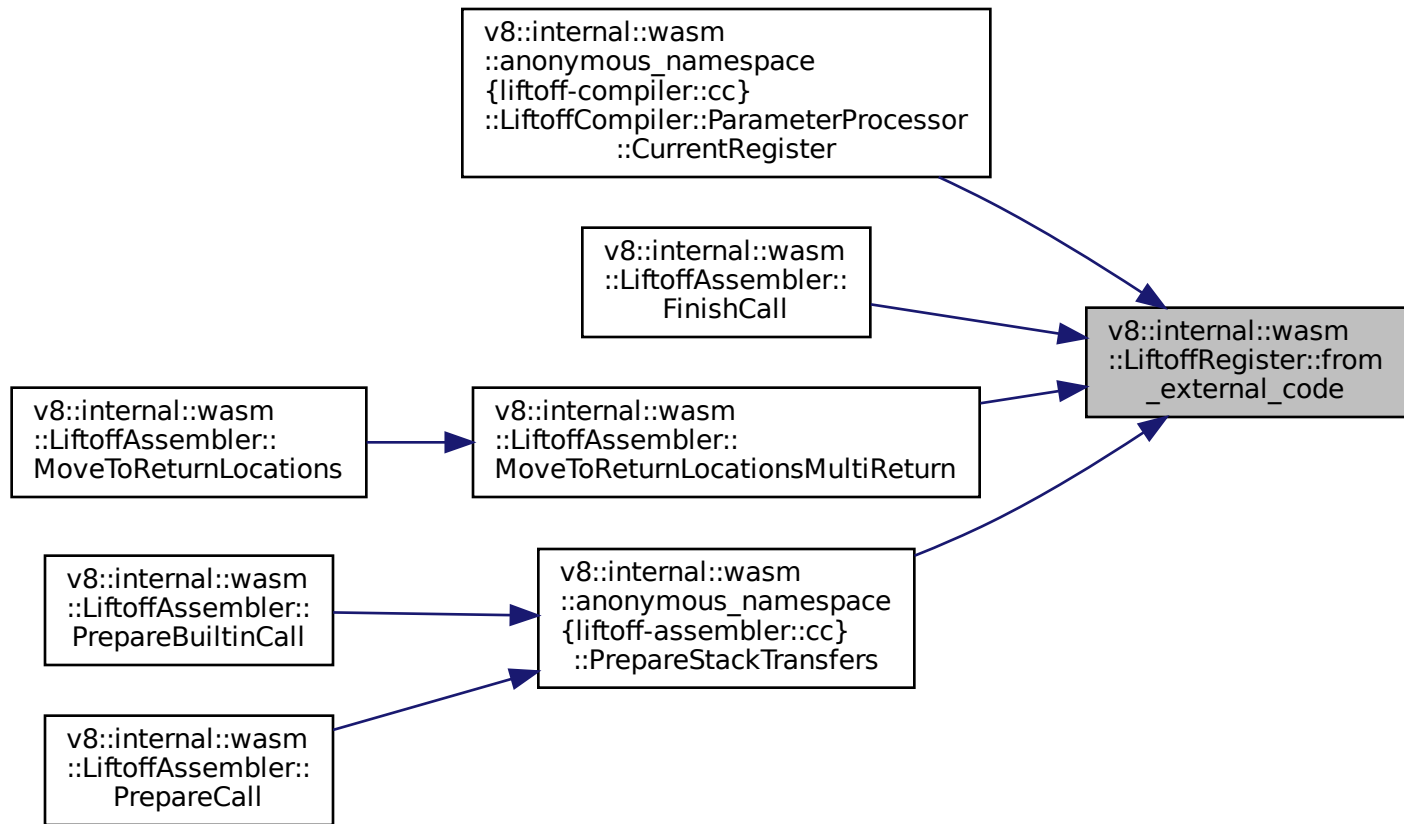 v8::internal::wasm
::anonymous_namespace
{liftoff-compiler::cc}
::LiftoffCompiler::ParameterProcessor
::CurrentRegister
v8::internal::wasm
::LiftoffAssembler::
FinishCall
v8::internal::wasm
::LiftoffRegister::from
_external_code
v8::internal::wasm
::LiftoffAssembler::
MoveToReturnLocations
v8::internal::wasm
::LiftoffAssembler::
MoveToReturnLocationsMultiReturn
v8::internal::wasm
::LiftoffAssembler::
PrepareBuiltinCall
v8::internal::wasm
::anonymous_namespace
{liftoff-assembler::cc}
::PrepareStackTransfers
v8::internal::wasm
::LiftoffAssembler::
PrepareCall